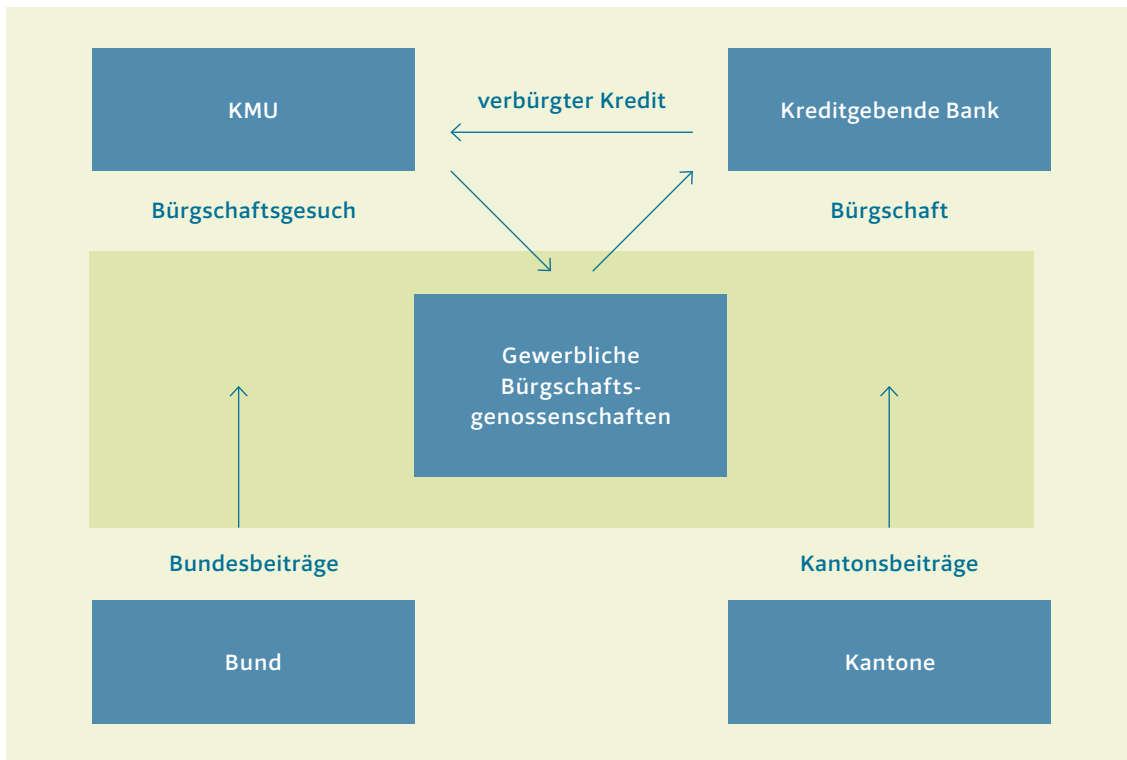 KMU
verbürgter Kredit
Kreditgebende Bank
Bürgschaftsgesuch
Bürgschaft
Gewerbliche
Bürgschafts-
genossenschaften
Bundesbeiträge
Kantonsbeiträge
Bund
Kantone